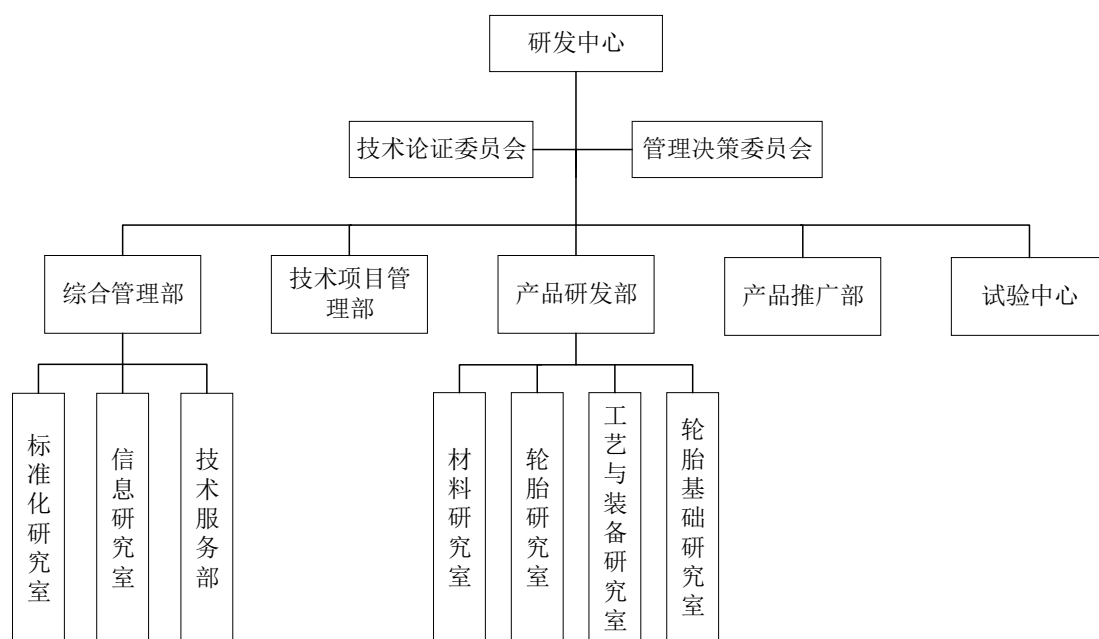 研发中心
技术论证委员会
管理决策委员会
综合管理部
技术项目管
理部
产品研发部
产品推广部
试验中心
标准化研究室
信息研究室
技术服务部
材料研究室
轮胎研究室
工艺与装备研究室
轮胎基础研究室